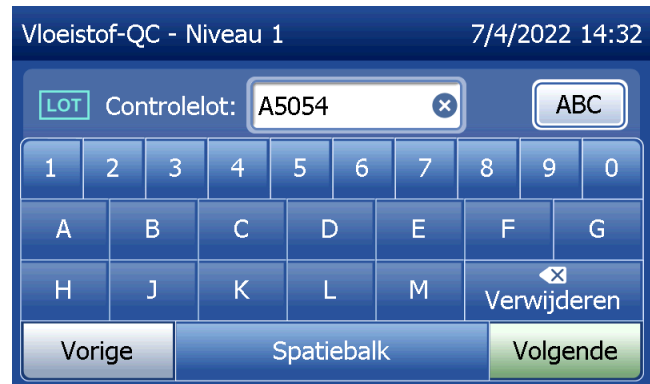 Vloeistof-QC - Niveau 1 7/4/2022 14:32
LOT Controlelot: A5054 ABC
1 2 3 4 5 6 7 8 9 0
A B C D E F G
H J K L M Verwijderen
Vorige Spatiebalk Volgende